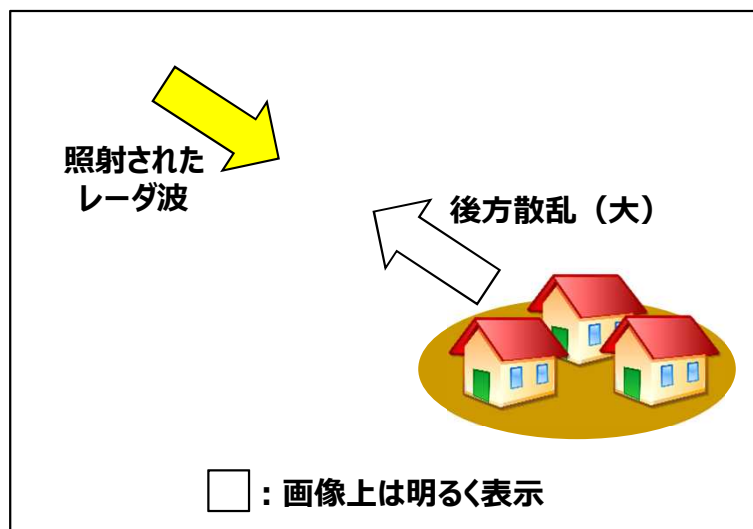 照射された
レーダ波
後方散乱（大）
：画像上は明るく表示